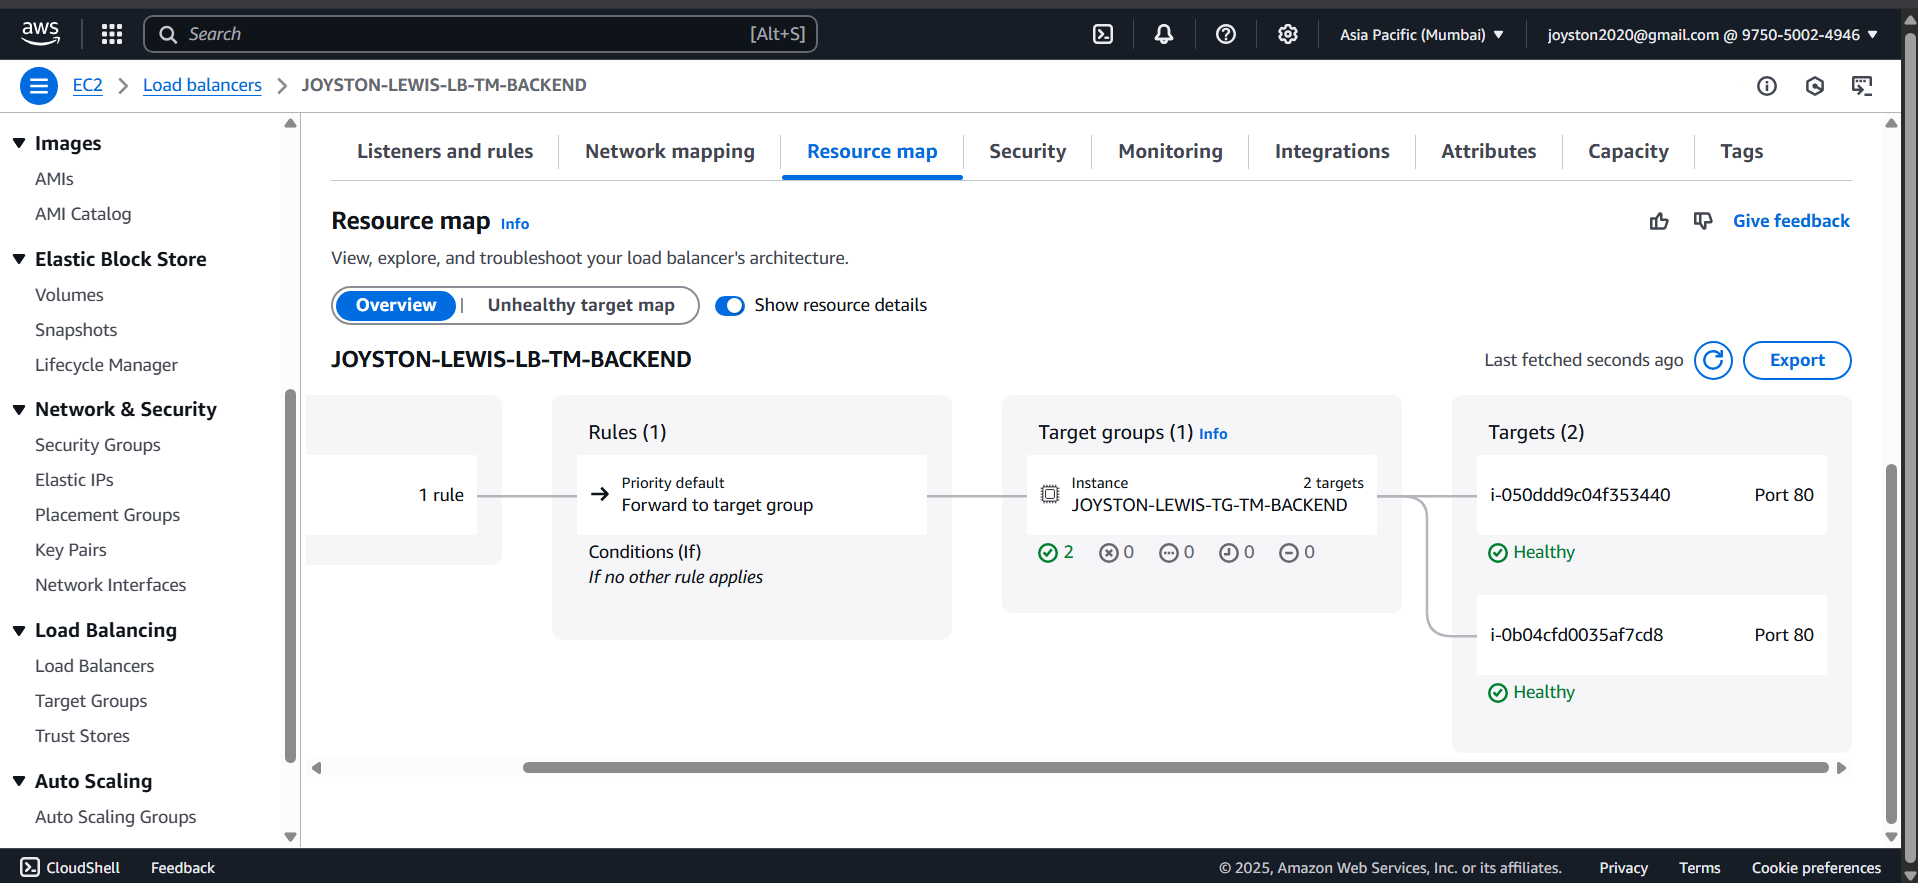 aws
Search
[Alt+S]
Asia Pacific (Mumbai)
joyston2020@gmail.com @ 9750-5002-4946
EC2
Load balancers
JOYSTON-LEWIS-LB-TM-BACKEND
Images
AMIs
AMI Catalog
Elastic Block Store
Volumes
Snapshots
Lifecycle Manager
Network & Security
Security Groups
Elastic IPs
Placement Groups
Key Pairs
Network Interfaces
Load Balancing
Load Balancers
Target Groups
Trust Stores
Auto Scaling
Auto Scaling Groups
Listeners and rules
Network mapping
Resource map
Security
Monitoring
Integrations
Attributes
Capacity
Tags
Resource map Info
Give feedback
View, explore, and troubleshoot your load balancer's architecture.
Overview | Unhealthy target map
Show resource details
JOYSTON-LEWIS-LB-TM-BACKEND
Last fetched seconds ago
Export
1 rule
Rules (1)
Priority default
Forward to target group
Conditions (If)
If no other rule applies
Target groups (1) Info
Instance 2 targets
JOYSTON-LEWIS-TG-TM-BACKEND
2 0 0 0 0
Targets (2)
i-050ddd9c04f353440 Port 80
Healthy
i-0b04cfd0035af7cd8 Port 80
Healthy
CloudShell
Feedback
© 2025, Amazon Web Services, Inc. or its affiliates.
Privacy
Terms
Cookie preferences